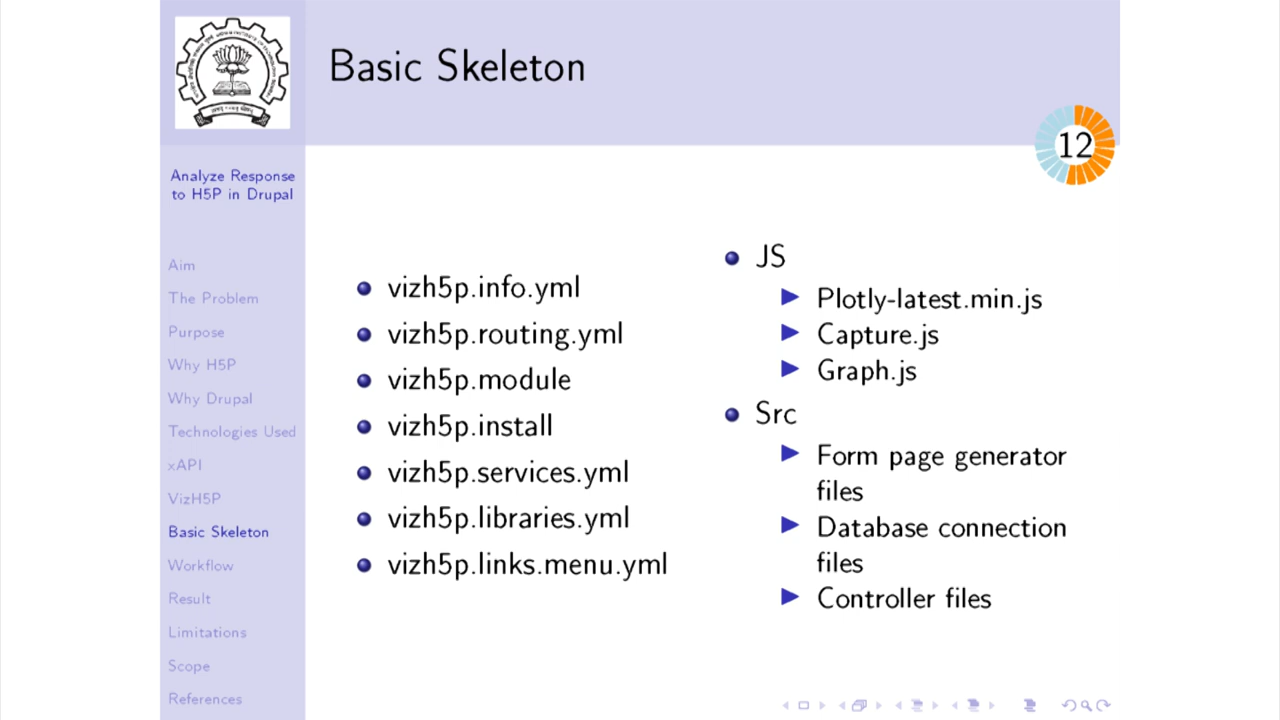 Basic Skeleton
12
Analyze Response
to H5P in Drupal
Aim
The Problem
Purpose
Why H5P
Why Drupal
Technologies Used
xAPI
VizH5P
Basic Skeleton
Workflow
Result
Limitations
Scope
References
vizh5p.info.yml
vizh5p.routing.yml
vizh5p.module
vizh5p.install
vizh5p.services.yml
vizh5p.libraries.yml
vizh5p.links.menu.yml
JS
Plotly-latest.min.js
Capture.js
Graph.js
Src
Form page generator
files
Database connection
files
Controller files